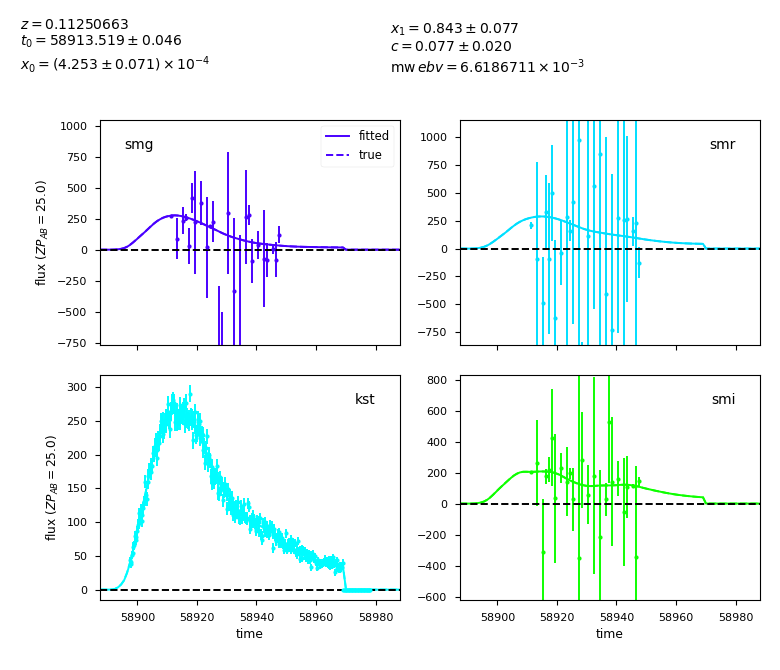 z = 0.11250663
t₀ = 58913.519 ± 0.046
x₀ = (4.253 ± 0.071) × 10⁻⁴
x₁ = 0.843 ± 0.077
c = 0.077 ± 0.020
mw ebv = 6.6186711 × 10⁻³
1000
750
500
250
0
−250
−500
−750
flux (ZP_AB = 25.0)
smg
fitted
true
1000
750
500
250
0
−250
−500
−750
smr
300
250
200
150
100
50
0
flux (ZP_AB = 25.0)
kst
58900
58920
58940
58960
58980
time
800
600
400
200
0
−200
−400
−600
smi
58900
58920
58940
58960
58980
time